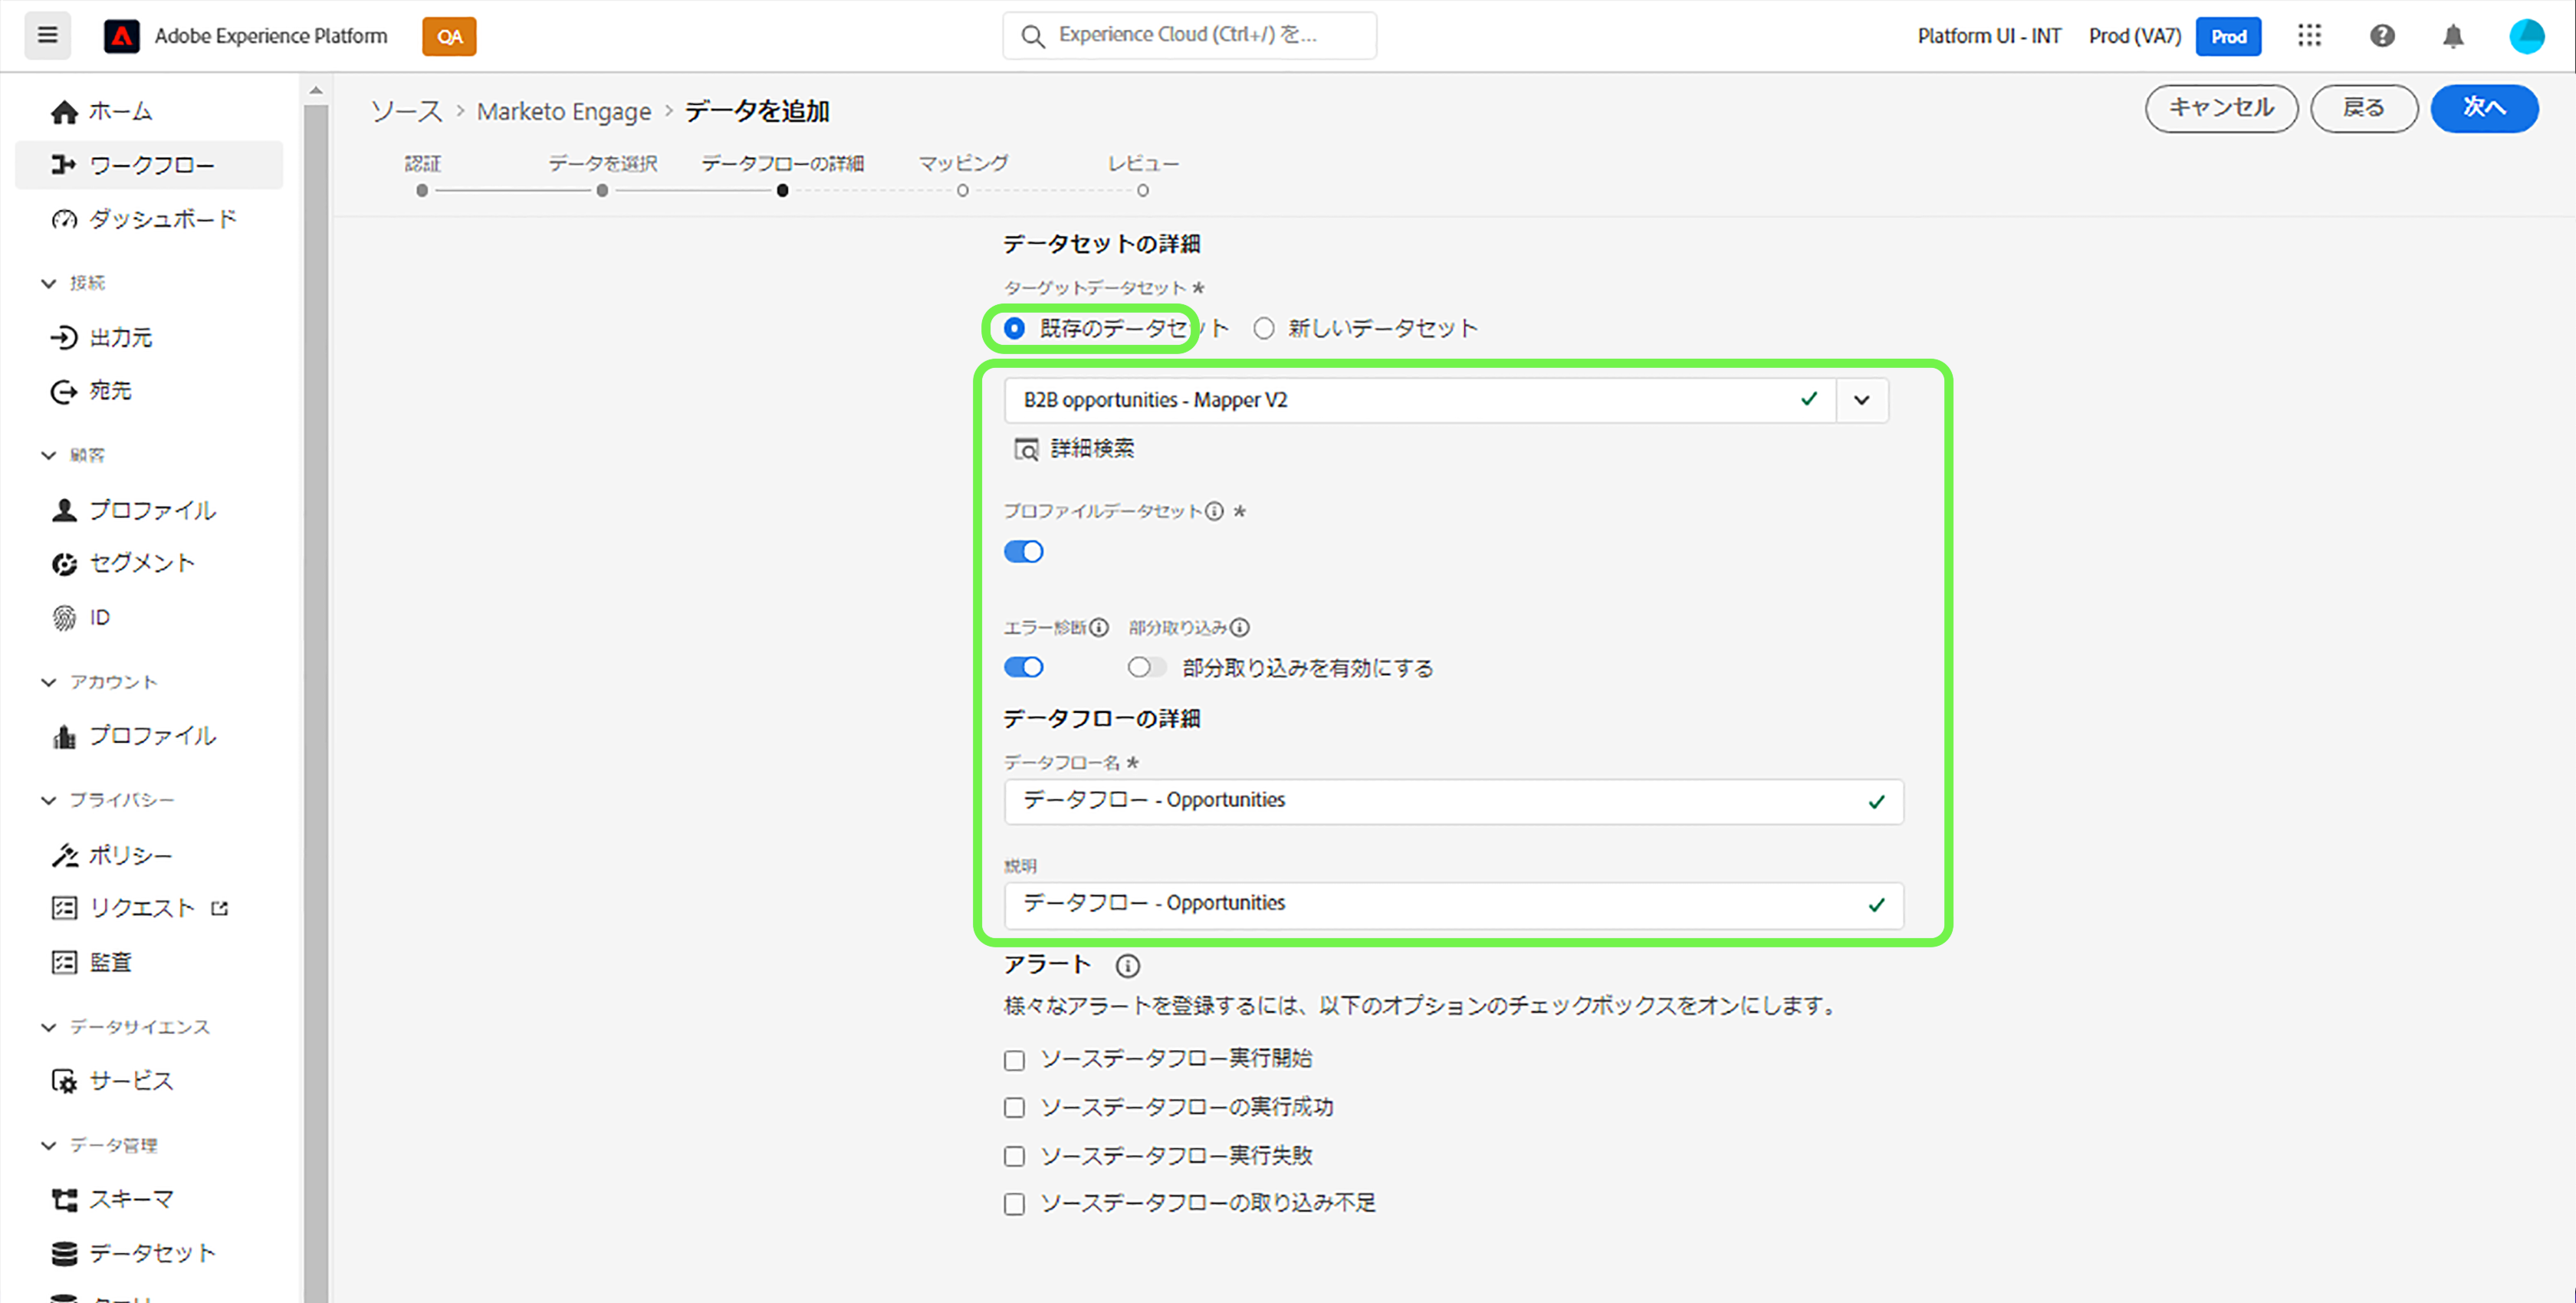 Adobe Experience Platform
QA
Experience Cloud (Ctrl+/) を...
Platform UI - INT
Prod (VA7)
Prod
ホーム
ワークフロー
ダッシュボード
接続
出力元
宛先
顧客
プロファイル
セグメント
ID
アカウント
プロファイル
プライバシー
ポリシー
リクエスト
監査
データサイエンス
サービス
データ管理
スキーマ
データセット
ソース > Marketo Engage > データを追加
キャンセル
戻る
次へ
認証
データを選択
データフローの詳細
マッピング
レビュー
データセットの詳細
ターゲットデータセット *
既存のデータセット
新しいデータセット
B2B opportunities - Mapper V2
詳細検索
プロファイルデータセット *
エラー診断
部分取り込み
部分取り込みを有効にする
データフローの詳細
データフロー名 *
データフロー - Opportunities
説明
データフロー - Opportunities
アラート
様々なアラートを登録するには、以下のオプションのチェックボックスをオンにします。
ソースデータフロー実行開始
ソースデータフローの実行成功
ソースデータフロー実行失敗
ソースデータフローの取り込み不足